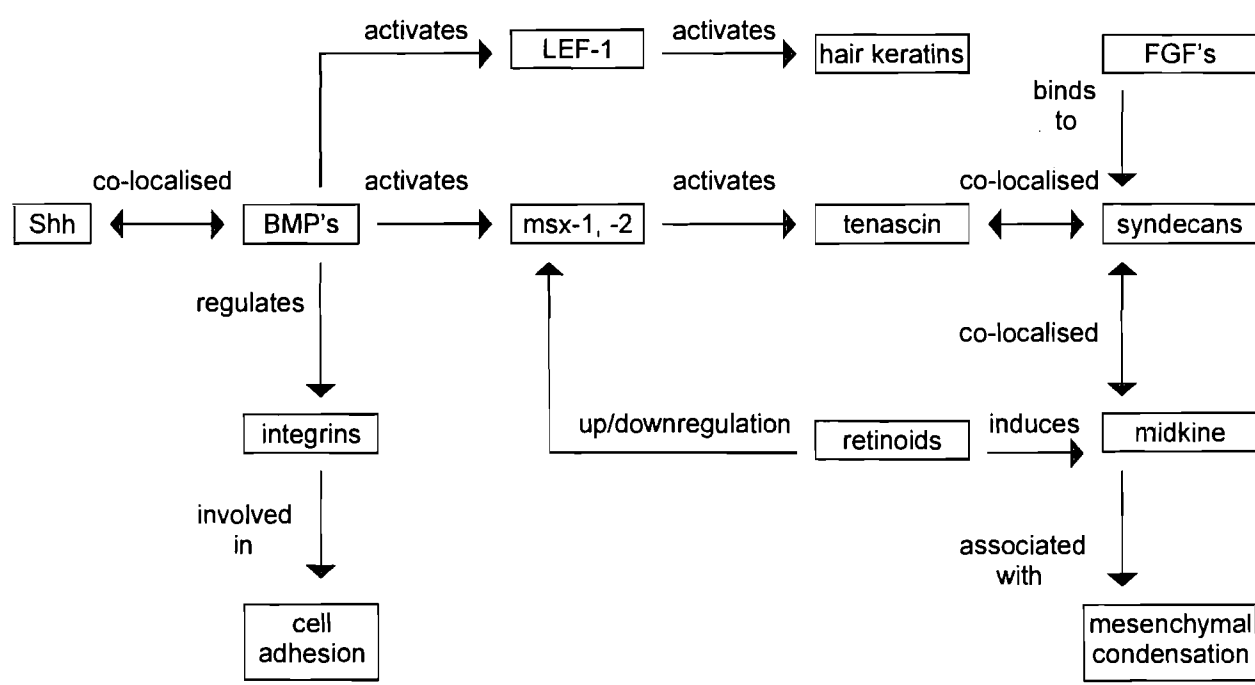 activates
LEF-1
activates
hair keratins
FGF's
binds
to
Shh
co-localised
BMP's
activates
msx-1, -2
activates
tenascin
co-localised
syndecans
regulates
co-localised
integrins
up/downregulation
retinoids
induces
midkine
involved
in
associated
with
cell
adhesion
mesenchymal
condensation